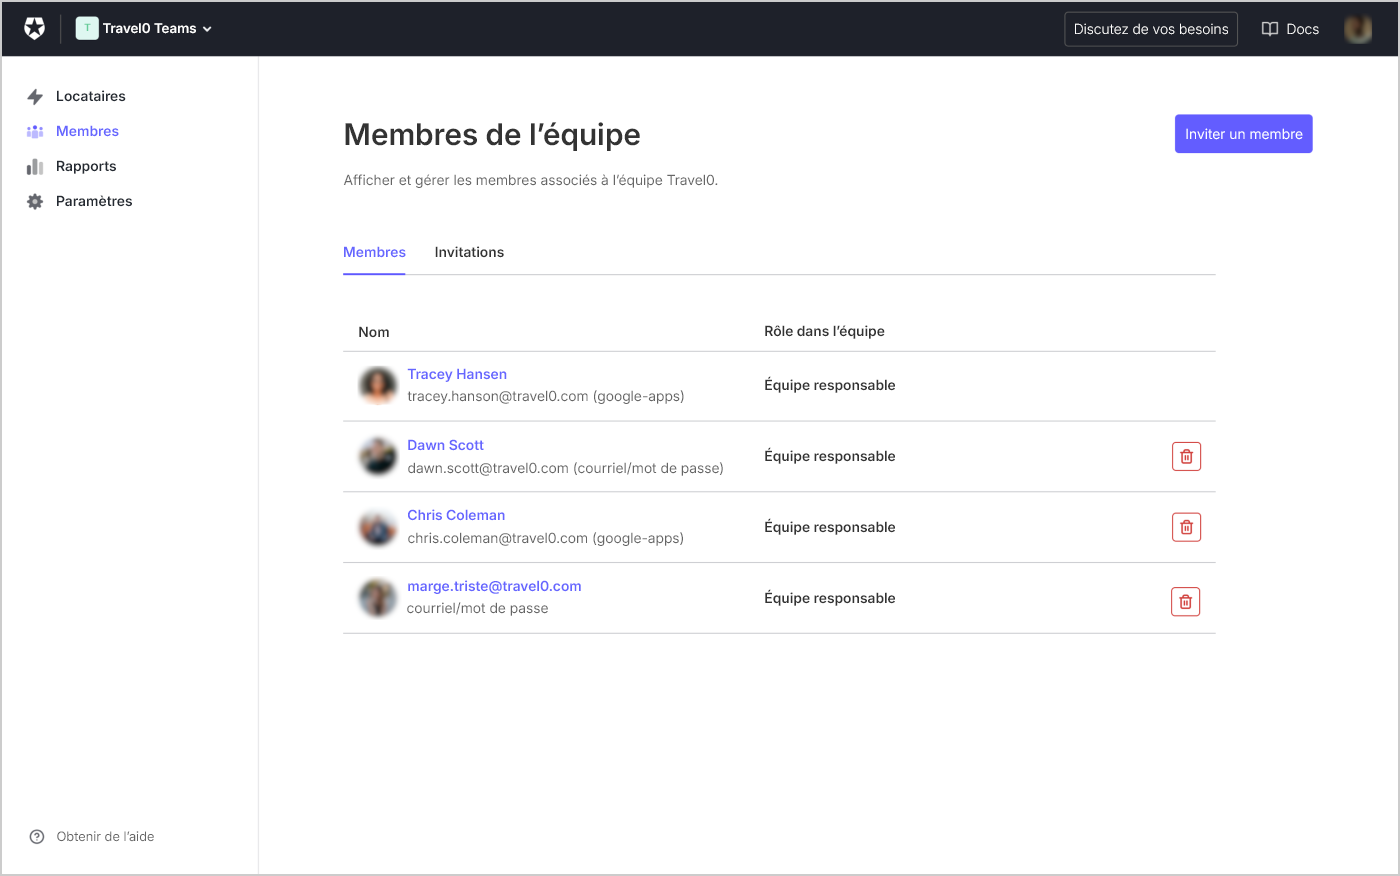 T Travel0 Teams
Discutez de vos besoins
Docs
Locataires
Membres
Rapports
Paramètres
Membres de l’équipe
Inviter un membre
Afficher et gérer les membres associés à l’équipe Travel0.
Membres
Invitations
Nom
Rôle dans l’équipe
Tracey Hansen
tracey.hanson@travel0.com (google-apps)
Équipe responsable
Dawn Scott
dawn.scott@travel0.com (courriel/mot de passe)
Équipe responsable
Chris Coleman
chris.coleman@travel0.com (google-apps)
Équipe responsable
marge.triste@travel0.com
courriel/mot de passe
Équipe responsable
Obtenir de l’aide